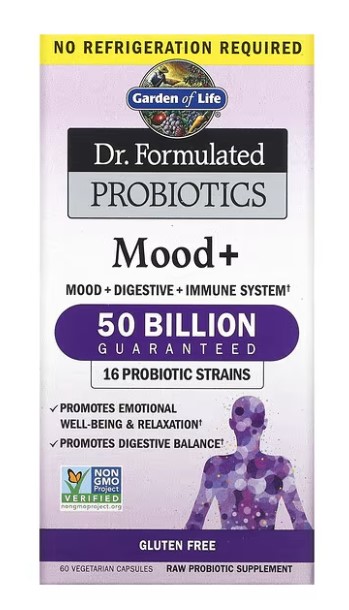 NO REFRIGERATION REQUIRED
Garden of Life
Dr. Formulated
PROBIOTICS
Mood+
MOOD + DIGESTIVE + IMMUNE SYSTEM†
50 BILLION
GUARANTEED
16 PROBIOTIC STRAINS
✓PROMOTES EMOTIONAL
WELL-BEING & RELAXATION†
✓PROMOTES DIGESTIVE BALANCE†
NON
GMO
Project
VERIFIED
nongmoproject.org
GLUTEN FREE
60 VEGETARIAN CAPSULES RAW PROBIOTIC SUPPLEMENT